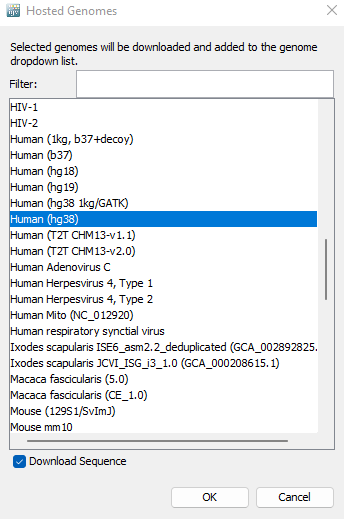 Hosted Genomes
Selected genomes will be downloaded and added to the genome
dropdown list.
Filter:
HIV-1
HIV-2
Human (1kg, b37+decoy)
Human (b37)
Human (hg18)
Human (hg19)
Human (hg38 1kg/GATK)
Human (hg38)
Human (T2T CHM13-v1.1)
Human (T2T CHM13-v2.0)
Human Adenovirus C
Human Herpesvirus 4, Type 1
Human Herpesvirus 4, Type 2
Human Mito (NC_012920)
Human respiratory synctial virus
Ixodes scapularis ISE6_asm2.2_deduplicated (GCA_002892825.
Ixodes scapularis JCVI_ISG_i3_1.0 (GCA_000208615.1)
Macaca fascicularis (5.0)
Macaca fascicularis (CE_1.0)
Mouse (129S1/SvImJ)
Mouse mm10
Download Sequence
OK Cancel